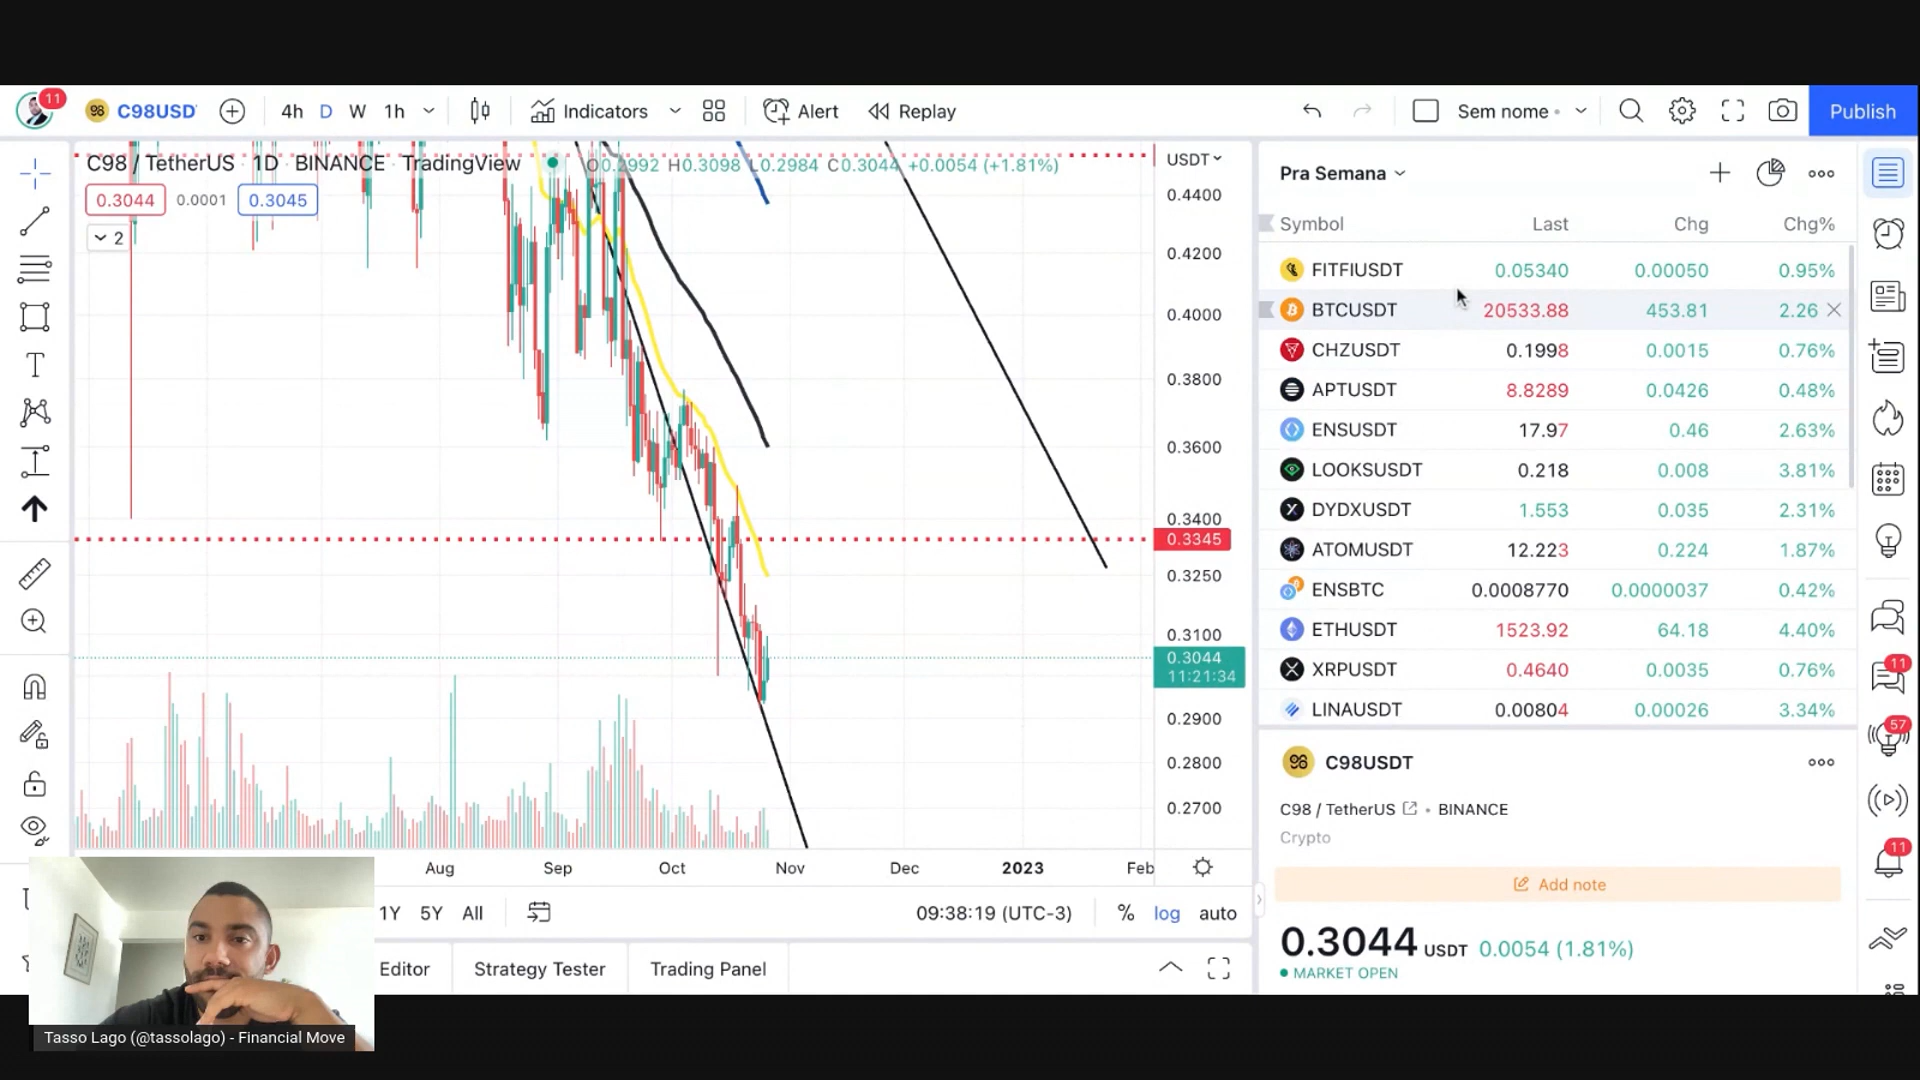 11
98 C98USD
4h D W 1h
Indicators
Alert
Replay
Sem nome
Publish
C98 / TetherUS 1D BINANCE TradingView
O0.2992 H0.3098 L0.2984 C0.3044 +0.0054 (+1.81%)
0.3044 0.0001 0.3045
2
USDT
0.4400
0.4200
0.4000
0.3800
0.3600
0.3400
0.3345
0.3250
0.3100
0.3044
11:21:34
0.2900
0.2800
0.2700
Aug Sep Oct Nov Dec 2023 Feb
1Y 5Y All
09:38:19 (UTC-3)
% log auto
Editor Strategy Tester Trading Panel
Pra Semana
Symbol Last Chg Chg%
FITFIUSDT 0.05340 0.00050 0.95%
BTCUSDT 20533.88 453.81 2.26
CHZUSDT 0.1998 0.0015 0.76%
APTUSDT 8.8289 0.0426 0.48%
ENSUSDT 17.97 0.46 2.63%
LOOKSUSDT 0.218 0.008 3.81%
DYDXUSDT 1.553 0.035 2.31%
ATOMUSDT 12.223 0.224 1.87%
ENSBTC 0.0008770 0.0000037 0.42%
ETHUSDT 1523.92 64.18 4.40%
XRPUSDT 0.4640 0.0035 0.76%
LINAUSDT 0.00804 0.00026 3.34%
98 C98USDT
C98 / TetherUS • BINANCE
Crypto
Add note
0.3044 USDT 0.0054 (1.81%)
MARKET OPEN
11
57
11
Tasso Lago (@tassolago) - Financial Move